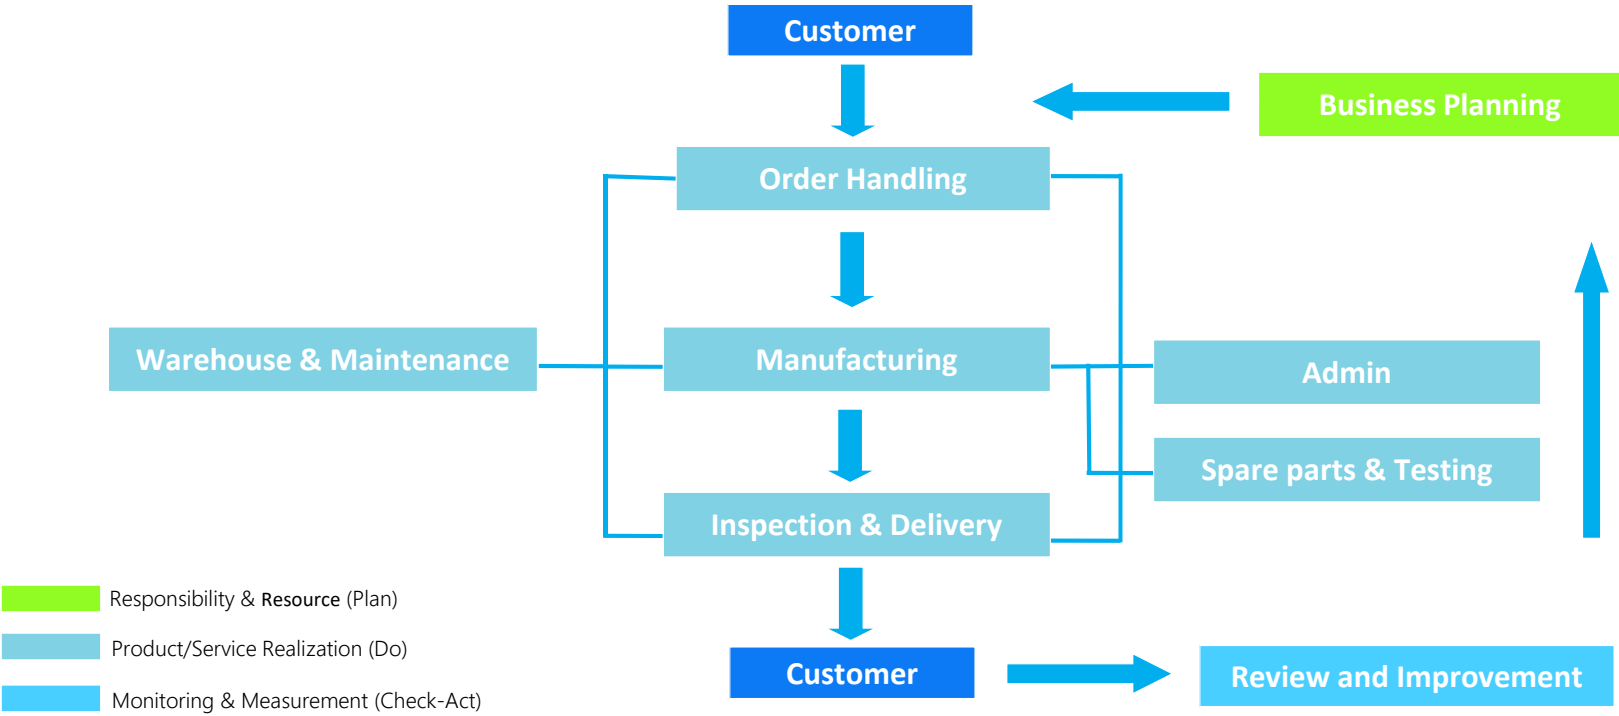 Customer
Business Planning
Order Handling
Warehouse & Maintenance
Manufacturing
Admin
Spare parts & Testing
Inspection & Delivery
Responsibility & Resource (Plan)
Product/Service Realization (Do)
Customer
Review and Improvement
Monitoring & Measurement (Check-Act)